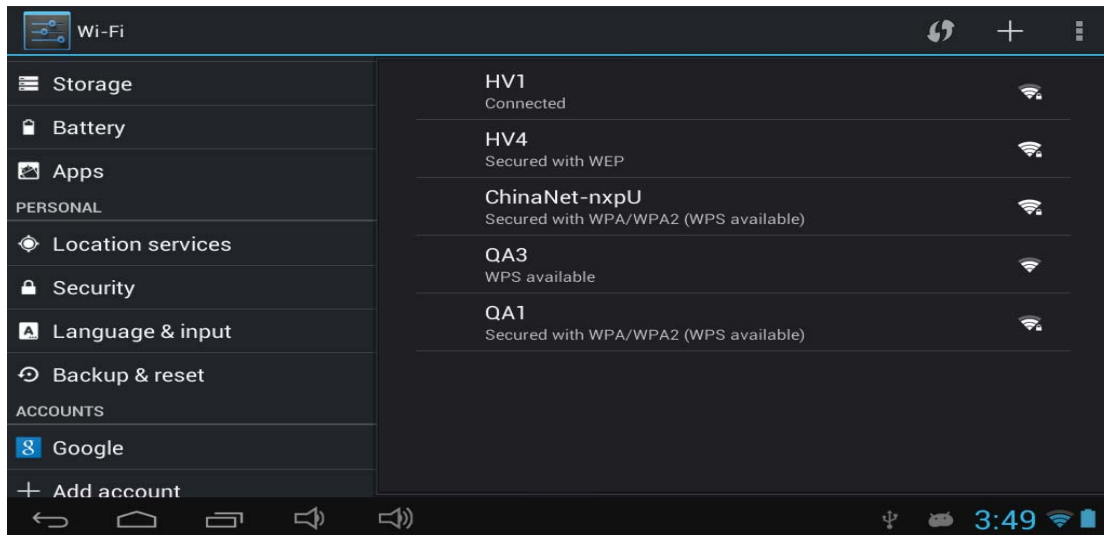 Wi-Fi
Storage
Battery
Apps
PERSONAL
Location services
Security
Language & input
Backup & reset
ACCOUNTS
Google
Add account
HV1
Connected
HV4
Secured with WEP
ChinaNet-nxpU
Secured with WPA/WPA2 (WPS available)
QA3
WPS available
QA1
Secured with WPA/WPA2 (WPS available)
3:49